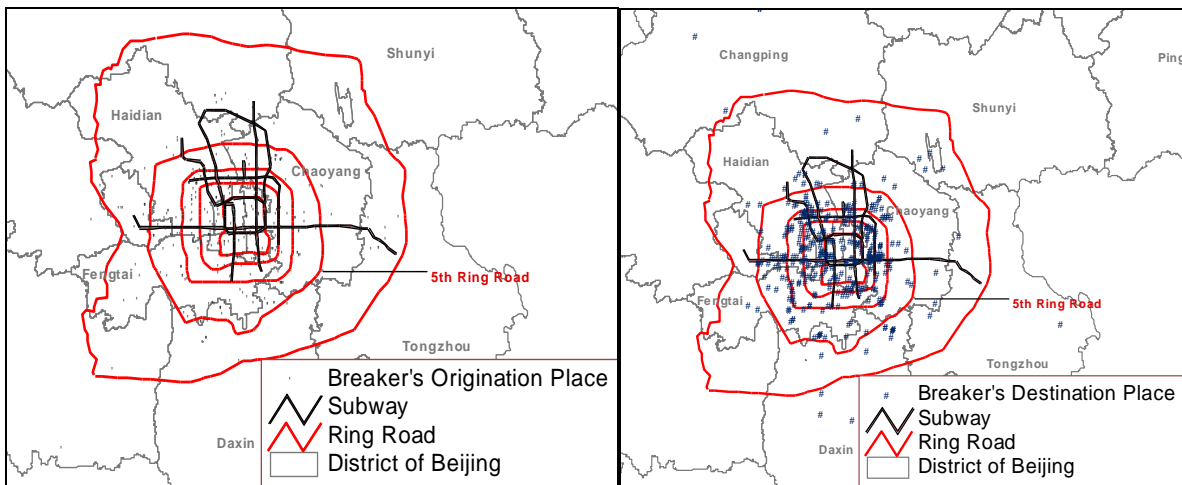 Shunyi
Haidian
Chaoyang
Fengtai
5th Ring Road
Tongzhou
Daxin
Breaker's Origination Place
Subway
Ring Road
District of Beijing
Changping
Ping
Shunyi
Haidian
Chaoyang
Fengtai
5th Ring Road
Tongzhou
Daxin
# Breaker's Destination Place
Subway
Ring Road
District of Beijing